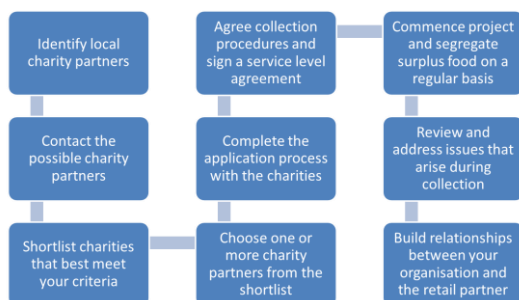 Identify local
charity partners
Contact the
possible charity
partners
Shortlist charities
that best meet
your criteria
Choose one or
more charity
partners from the
shortlist
Complete the
application process
with the charities
Agree collection
procedures and
sign a service level
agreement
Commence project
and segregate
surplus food on a
regular basis
Review and
address issues that
arise during
collection
Build relationships
between your
organisation and
the retail partner